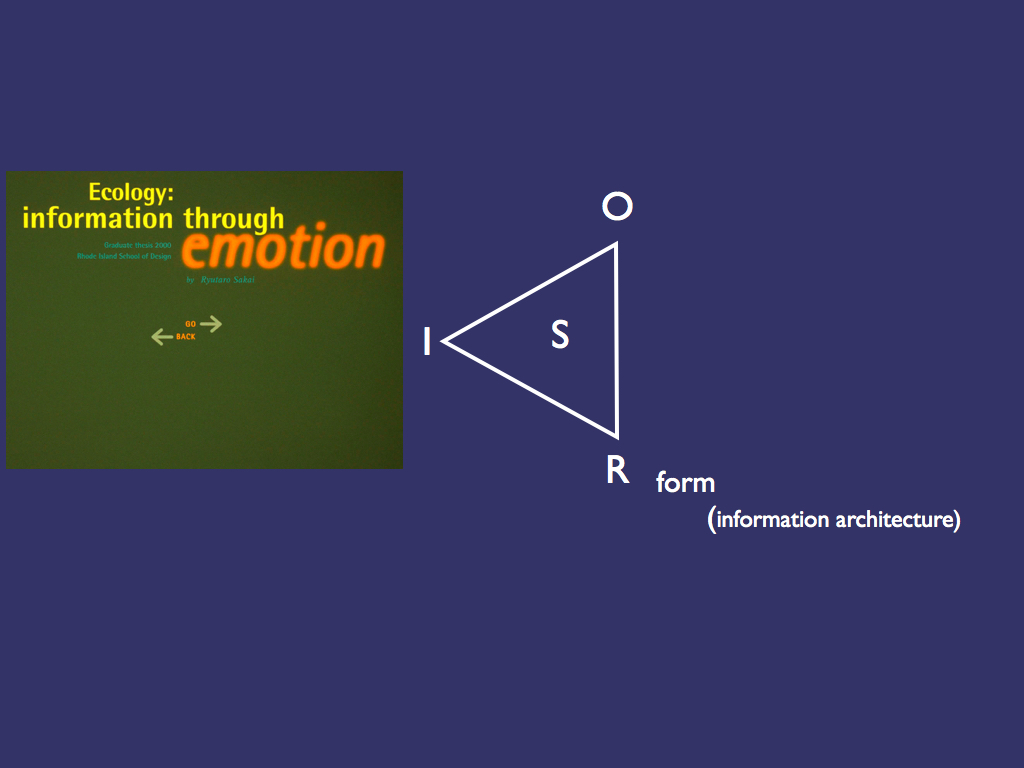 Ecology:
information through
emotion
Graduate thesis 2000
Rhode Island School of Design
by Ryotaro Sakai
GO
BACK
O
I
S
R
form
(information architecture)